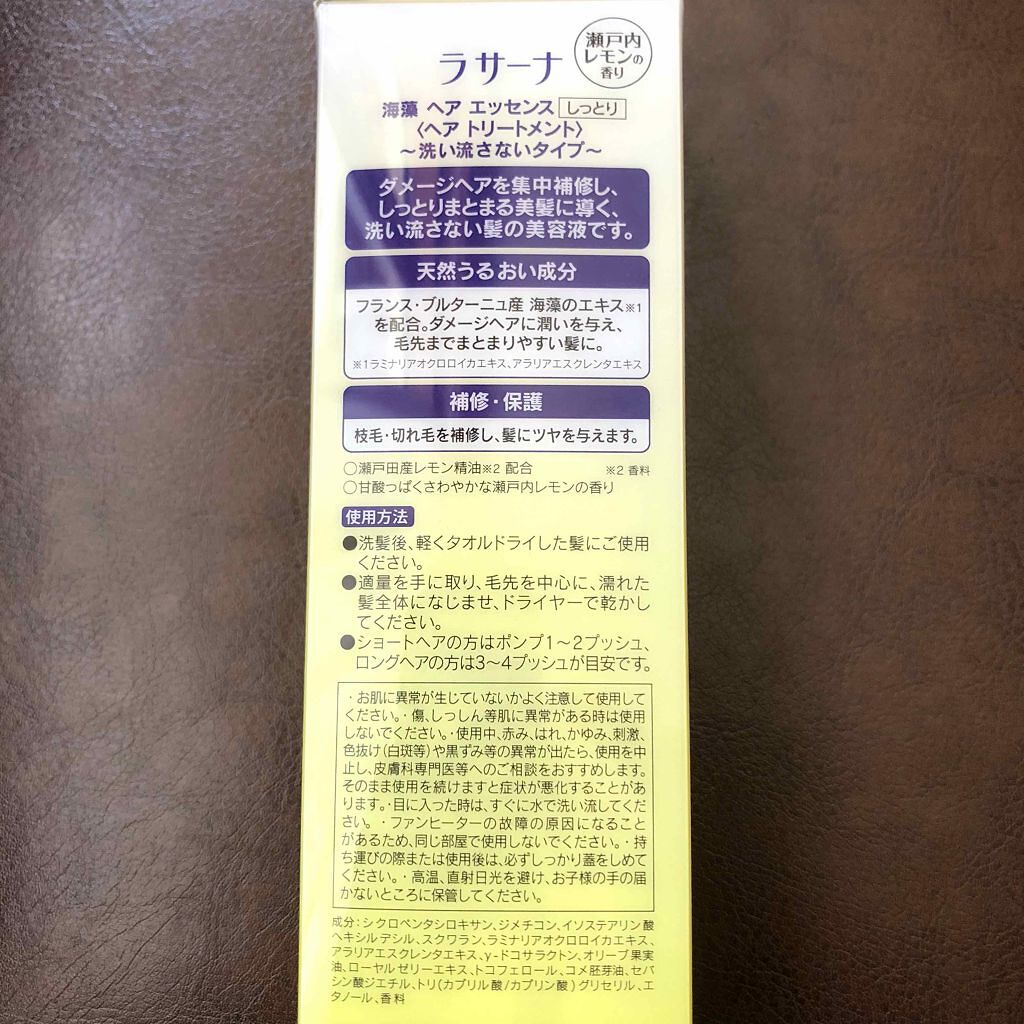 ラサーナ
瀬戸内
レモンの
香り
海藻 ヘア エッセンス しっとり
〈ヘア トリートメント〉
～洗い流さないタイプ～
ダメージヘアを集中補修し、
しっとりまとまる美髪に導く、
洗い流さない髪の美容液です。
天然うるおい成分
フランス・ブルターニュ産 海藻のエキス※1
を配合。ダメージヘアに潤いを与え、
毛先までまとまりやすい髪に。
※1ラミナリアオクロロイカエキス、アラリアエスクレンタエキス
補修・保護
枝毛・切れ毛を補修し、髪にツヤを与えます。
○瀬戸田産レモン精油※2 配合 ※2 香料
○甘酸っぱくさわやかな瀬戸内レモンの香り
使用方法
●洗髪後、軽くタオルドライした髪にご使用
ください。
●適量を手に取り、毛先を中心に、濡れた
髪全体になじませ、ドライヤーで乾かし
てください。
●ショートヘアの方はポンプ1～2プッシュ、
ロングヘアの方は3～4プッシュが目安です。
・お肌に異常が生じていないかよく注意して使用して
ください。・傷、しっしん等肌に異常がある時は使用
しないでください。・使用中、赤み、はれ、かゆみ、刺激、
色抜け(白斑等)や黒ずみ等の異常が出たら、使用を中
止し、皮膚科専門医等へのご相談をおすすめします。
そのまま使用を続けますと症状が悪化することがあ
ります。・目に入った時は、すぐに水で洗い流してくだ
さい。・ファンヒーターの故障の原因になること
があるため、同じ部屋で使用しないでください。・持
ち運びの際または使用後は、必ずしっかり蓋をしめて
ください。・高温、直射日光を避け、お子様の手の届
かないところに保管してください。
成分：シクロペンタシロキサン、ジメチコン、イソステアリン酸
ヘキシルデシル、スクワラン、ラミナリアオクロロイカエキス、
アラリアエスクレンタエキス、γ-ドコサラクトン、オリーブ果実
油、ローヤルゼリーエキス、トコフェロール、コメ胚芽油、セバ
シン酸ジエチル、トリ(カプリル酸/カプリン酸)グリセリル、エ
タノール、香料